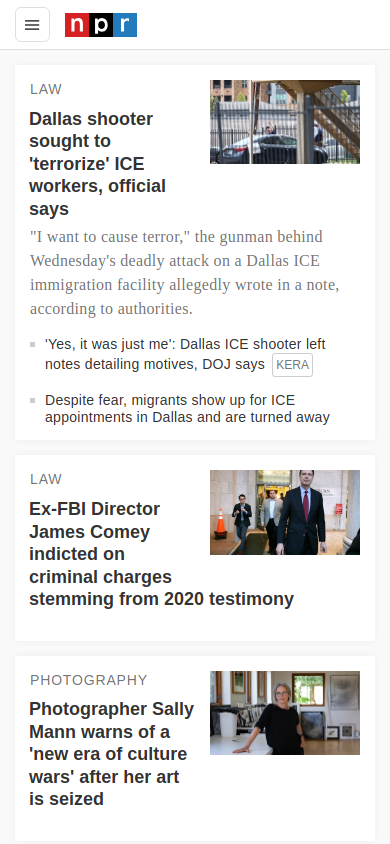 npr
LAW
Dallas shooter
sought to
'terrorize' ICE
workers, official
says
"I want to cause terror," the gunman behind
Wednesday's deadly attack on a Dallas ICE
immigration facility allegedly wrote in a note,
according to authorities.
'Yes, it was just me': Dallas ICE shooter left
notes detailing motives, DOJ says KERA
Despite fear, migrants show up for ICE
appointments in Dallas and are turned away
LAW
Ex-FBI Director
James Comey
indicted on
criminal charges
stemming from 2020 testimony
PHOTOGRAPHY
Photographer Sally
Mann warns of a
'new era of culture
wars' after her art
is seized